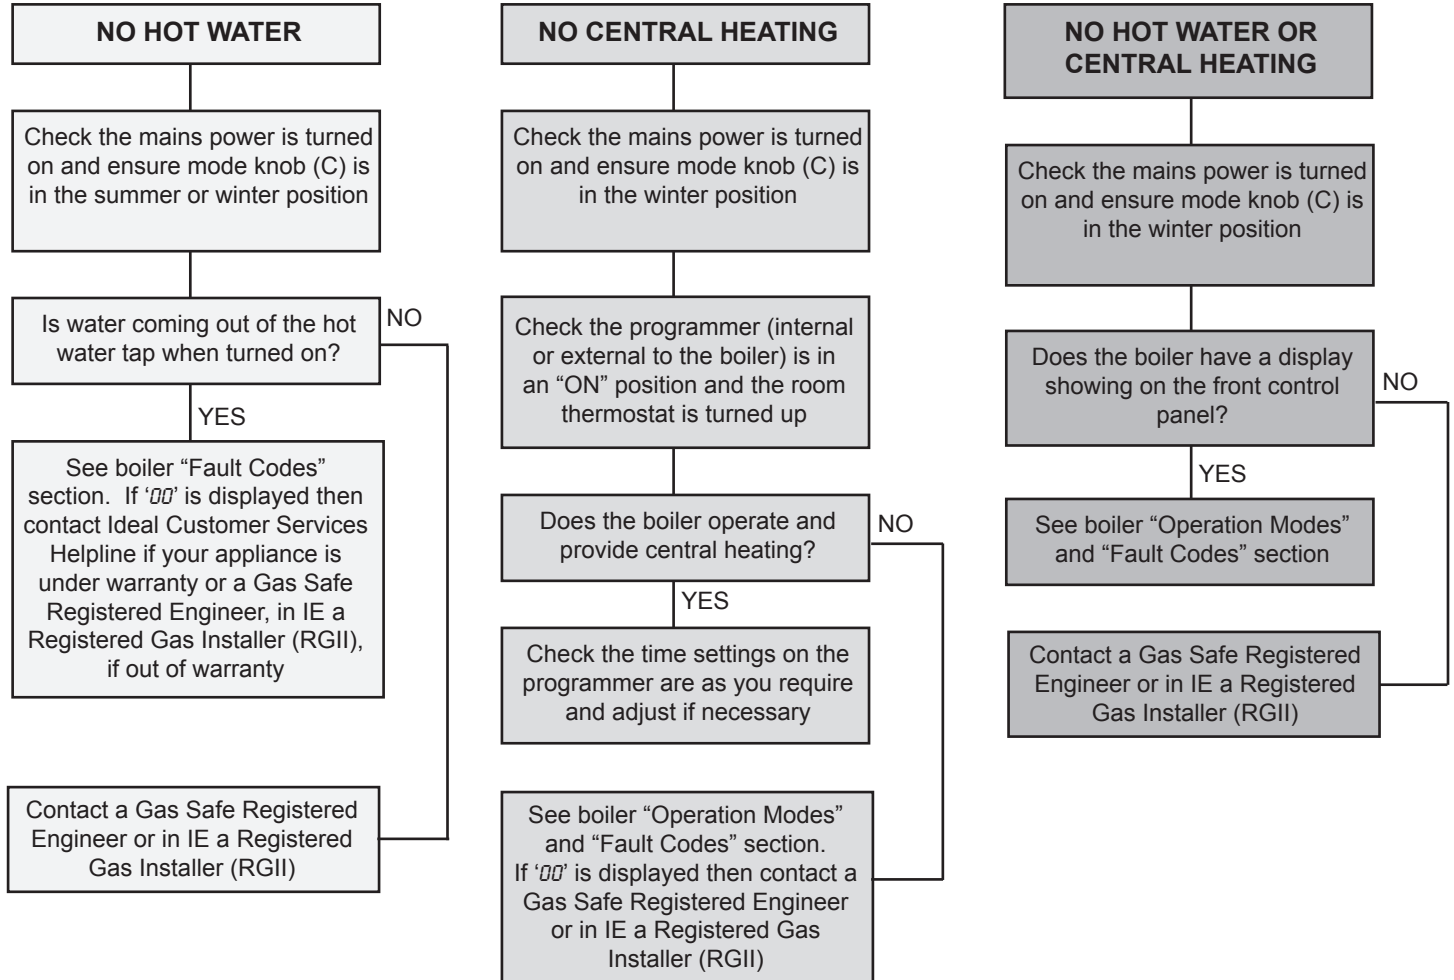 NO HOT WATER
Check the mains power is turned
on and ensure mode knob (C) is
in the summer or winter position
Is water coming out of the hot
water tap when turned on?
NO
YES
See boiler “Fault Codes”
section.  If ‘00’ is displayed then
contact Ideal Customer Services
Helpline if your appliance is
under warranty or a Gas Safe
Registered Engineer, in IE a
Registered Gas Installer (RGII),
if out of warranty
Contact a Gas Safe Registered
Engineer or in IE a Registered
Gas Installer (RGII)
NO CENTRAL HEATING
Check the mains power is turned
on and ensure mode knob (C) is
in the winter position
Check the programmer (internal
or external to the boiler) is in
an “ON” position and the room
thermostat is turned up
Does the boiler operate and
provide central heating?
NO
YES
Check the time settings on the
programmer are as you require
and adjust if necessary
See boiler “Operation Modes”
and “Fault Codes” section.
If ‘00’ is displayed then contact a
Gas Safe Registered Engineer
or in IE a Registered Gas
Installer (RGII)
NO HOT WATER OR
CENTRAL HEATING
Check the mains power is turned
on and ensure mode knob (C) is
in the winter position
Does the boiler have a display
showing on the front control
panel?
NO
YES
See boiler “Operation Modes”
and “Fault Codes” section
Contact a Gas Safe Registered
Engineer or in IE a Registered
Gas Installer (RGII)